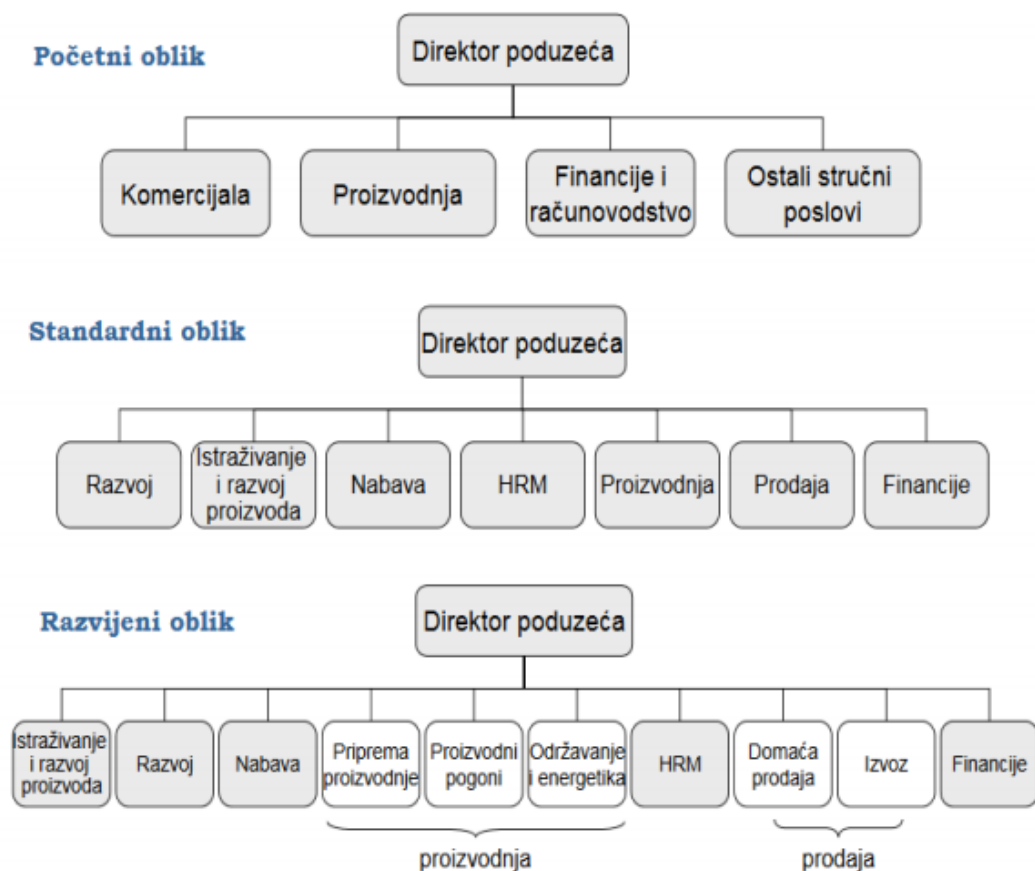 Početni oblik
Direktor poduzeća
Komercijala
Proizvodnja
Financije i
računovodstvo
Ostali stručni
poslovi
Standardni oblik
Direktor poduzeća
Razvoj
Istraživanje
i razvoj
proizvoda
Nabava
HRM
Proizvodnja
Prodaja
Financije
Razvijeni oblik
Direktor poduzeća
Istraživanje
i razvoj
proizvoda
Razvoj
Nabava
Priprema
proizvodnje
Proizvodni
pogoni
Održavanje
i energetika
HRM
Domaća
prodaja
Izvoz
Financije
proizvodnja
prodaja